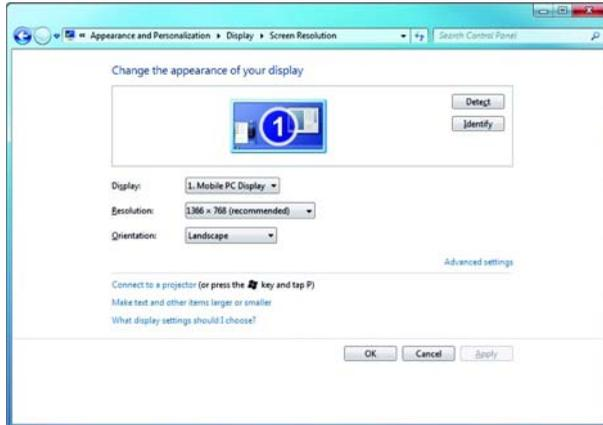 « Appearance and Personalization ▸ Display ▸ Screen Resolution
Search Control Panel
Change the appearance of your display
1
Detect
Identify
Display: 1. Mobile PC Display
Resolution: 1366 × 768 (recommended)
Orientation: Landscape
Advanced settings
Connect to a projector (or press the key and tap P)
Make text and other items larger or smaller
What display settings should I choose?
OK Cancel Apply